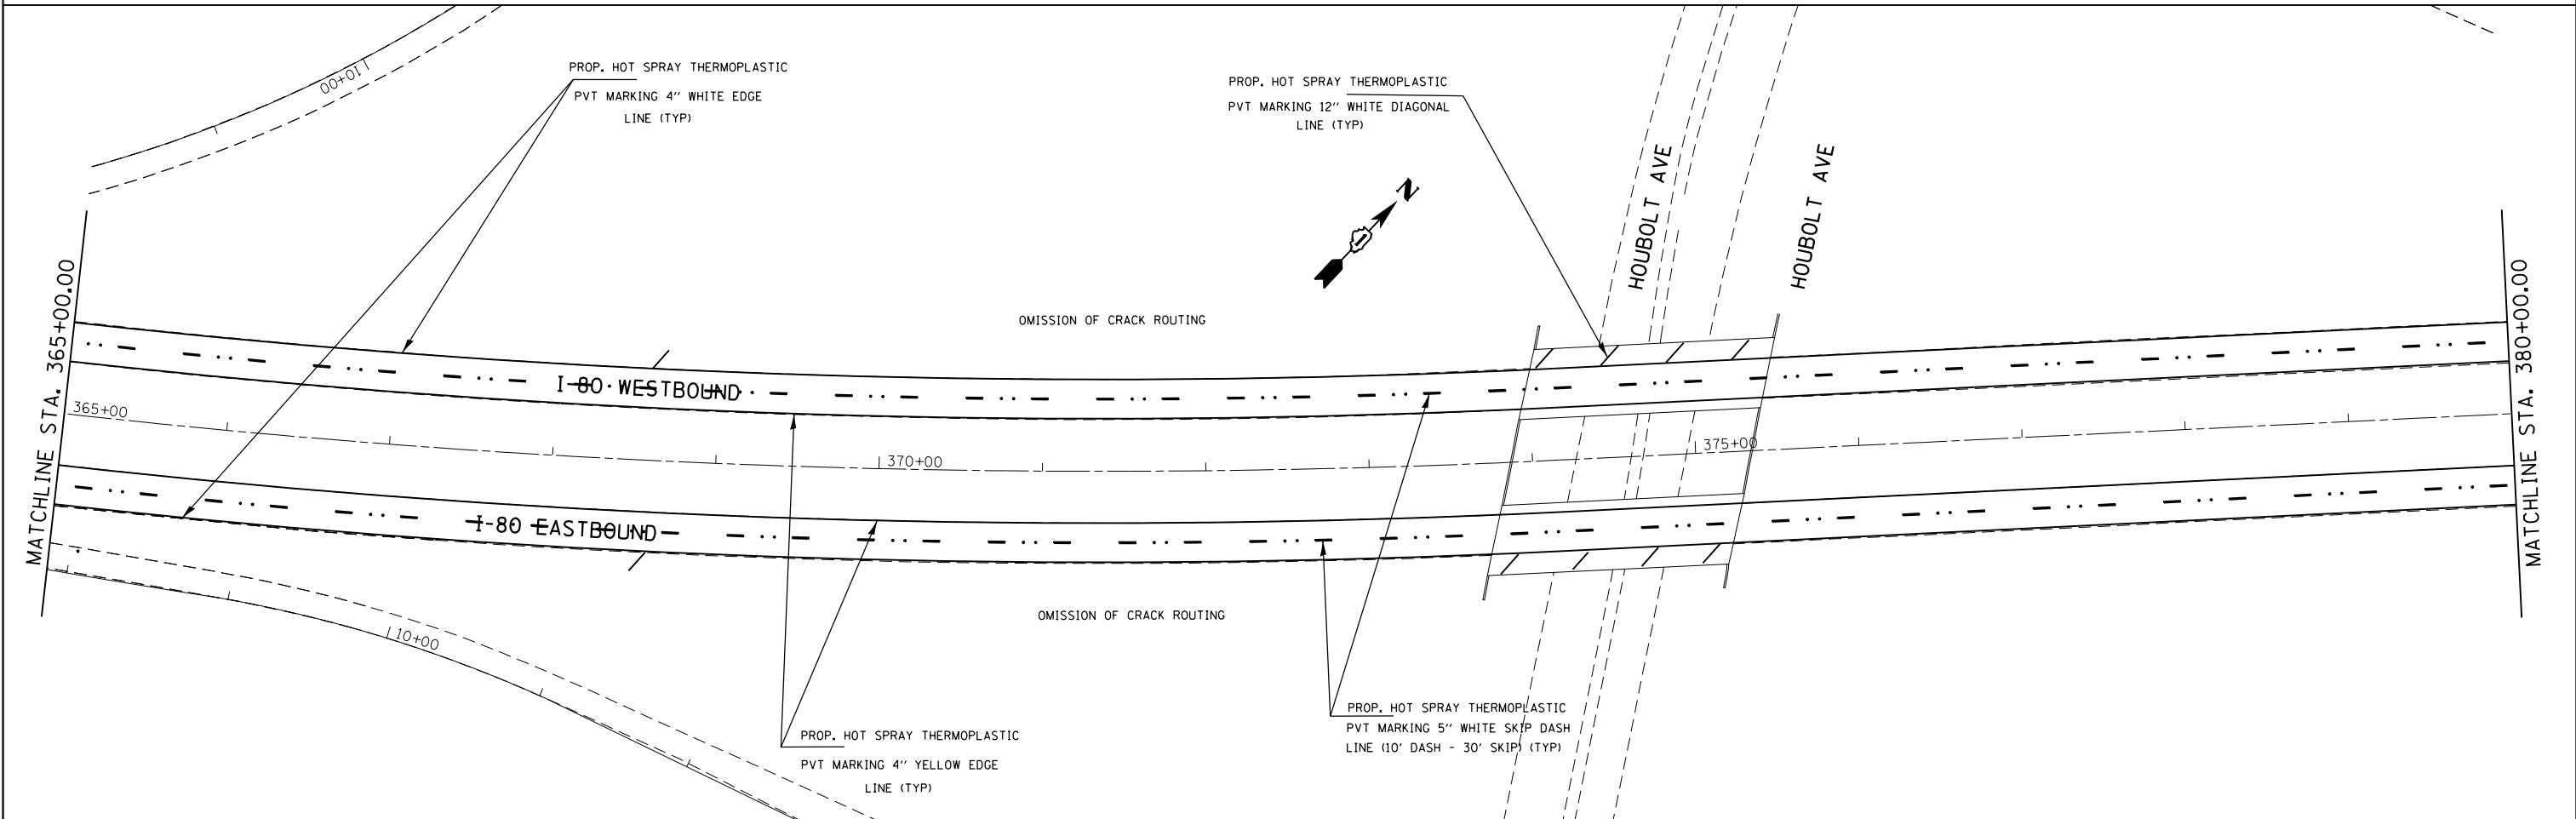 110+00
PROP. HOT SPRAY THERMOPLASTIC
PVT MARKING 4" WHITE EDGE
LINE (TYP)
PROP. HOT SPRAY THERMOPLASTIC
PVT MARKING 12" WHITE DIAGONAL
LINE (TYP)
HOUBOLT AVE
HOUBOLT AVE
N
OMISSION OF CRACK ROUTING
MATCHLINE STA. 365+00.00
MATCHLINE STA. 380+00.00
I-80 WESTBOUND
365+00
370+00
375+00
I-80 EASTBOUND
OMISSION OF CRACK ROUTING
10+00
PROP. HOT SPRAY THERMOPLASTIC
PVT MARKING 5" WHITE SKIP DASH
LINE (10' DASH - 30' SKIP) (TYP)
PROP. HOT SPRAY THERMOPLASTIC
PVT MARKING 4" YELLOW EDGE
LINE (TYP)